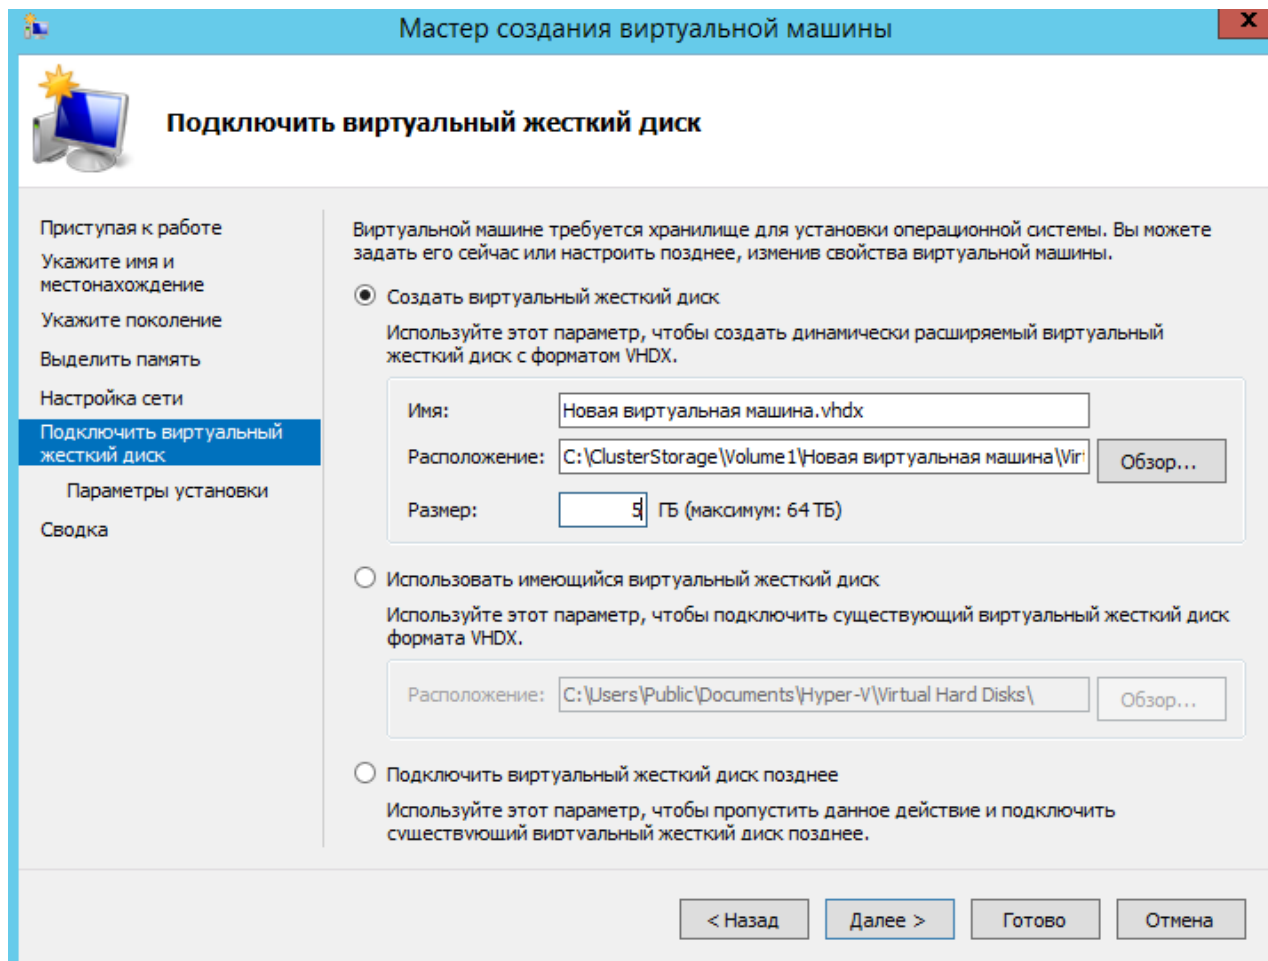 Мастер создания виртуальной машины
x
Подключить виртуальный жесткий диск
Приступая к работе
Укажите имя и
местонахождение
Укажите поколение
Выделить память
Настройка сети
Подключить виртуальный
жесткий диск
Параметры установки
Сводка
Виртуальной машине требуется хранилище для установки операционной системы. Вы можете
задать его сейчас или настроить позднее, изменив свойства виртуальной машины.
Создать виртуальный жесткий диск
Используйте этот параметр, чтобы создать динамически расширяемый виртуальный
жесткий диск с форматом VHDX.
Имя: Новая виртуальная машина.vhdx
Расположение: C:\ClusterStorage\Volume1\Новая виртуальная машина\Virt Обзор...
Размер: 5 ГБ (максимум: 64 ТБ)
Использовать имеющийся виртуальный жесткий диск
Используйте этот параметр, чтобы подключить существующий виртуальный жесткий диск
формата VHDX.
Расположение: C:\Users\Public\Documents\Hyper-V\Virtual Hard Disks\ Обзор...
Подключить виртуальный жесткий диск позднее
Используйте этот параметр, чтобы пропустить данное действие и подключить
существующий виртуальный жесткий диск позднее.
< Назад Далее > Готово Отмена